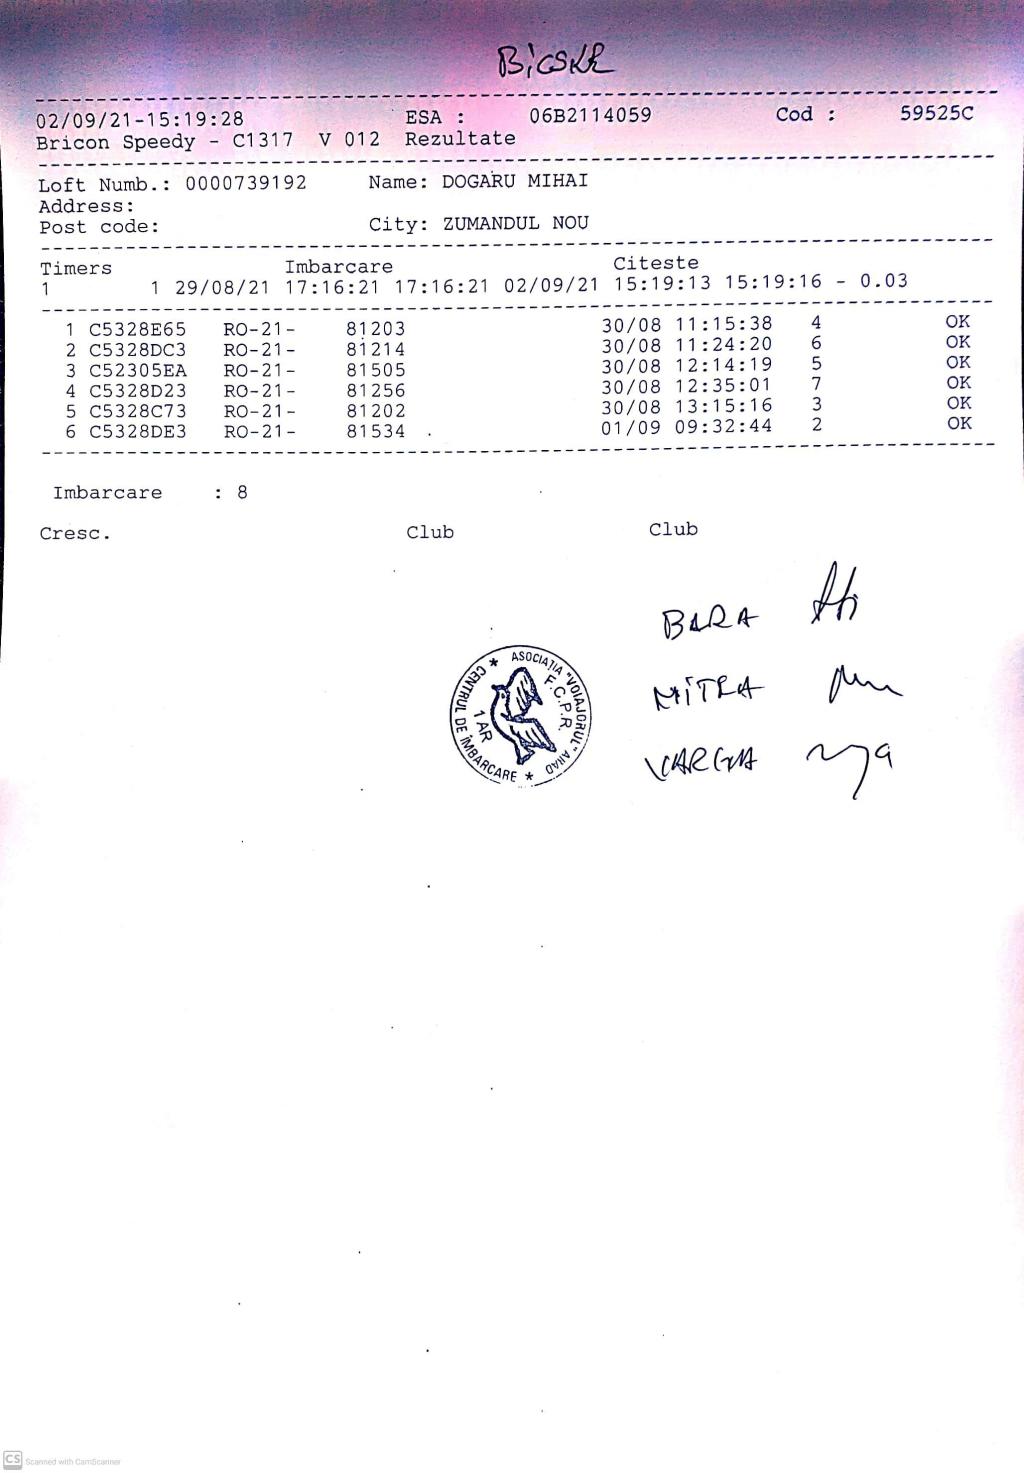 Bicske
02/09/21-15:19:28 ESA : 06B2114059 Cod : 59525C
Bricon Speedy - C1317 V 012 Rezultate
Loft Numb.: 0000739192 Name: DOGARU MIHAI
Address:
Post code: City: ZUMANDUL NOU
Timers Imbarcare Citeste
1 1 29/08/21 17:16:21 17:16:21 02/09/21 15:19:13 15:19:16 - 0.03
1 C5328E65 RO-21- 81203 30/08 11:15:38 4 OK
2 C5328DC3 RO-21- 81214 30/08 11:24:20 6 OK
3 C52305EA RO-21- 81505 30/08 12:14:19 5 OK
4 C5328D23 RO-21- 81256 30/08 12:35:01 7 OK
5 C5328C73 RO-21- 81202 30/08 13:15:16 3 OK
6 C5328DE3 RO-21- 81534 01/09 09:32:44 2 OK
Imbarcare : 8
Cresc. Club Club
BARA
MITRA
VARGA
ASOCIAȚIA "VOIAJORUL" ARAD
F.C.P.R.
1 AR
* CENTRUL DE ÎMBARCARE *
CS Scanned with CamScanner